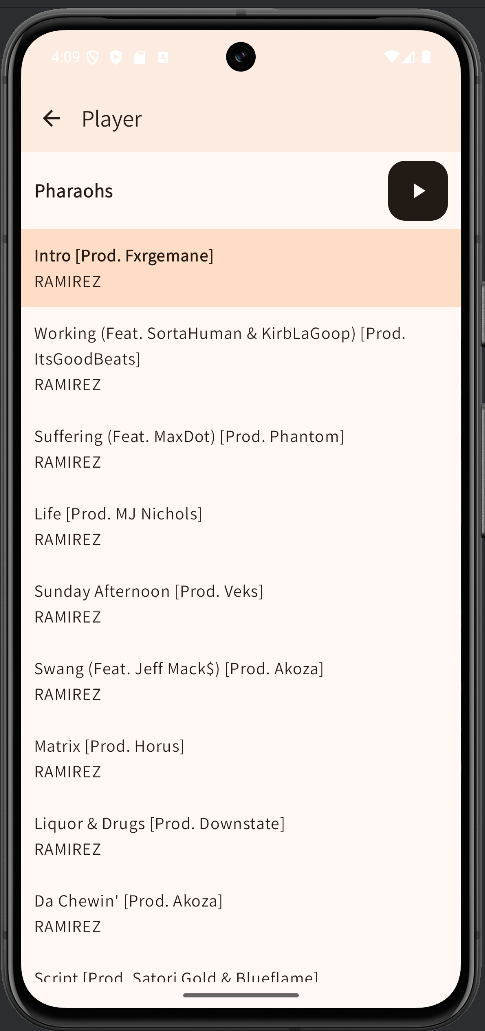 4:09
Player
Pharaohs
Intro [Prod. Fxrgemane]
RAMIREZ
Working (Feat. SortaHuman & KirbLaGoop) [Prod.
ItsGoodBeats]
RAMIREZ
Suffering (Feat. MaxDot) [Prod. Phantom]
RAMIREZ
Life [Prod. MJ Nichols]
RAMIREZ
Sunday Afternoon [Prod. Veks]
RAMIREZ
Swang (Feat. Jeff Mack$) [Prod. Akoza]
RAMIREZ
Matrix [Prod. Horus]
RAMIREZ
Liquor & Drugs [Prod. Downstate]
RAMIREZ
Da Chewin' [Prod. Akoza]
RAMIREZ
Script [Prod. Satori Gold & Blueflame]